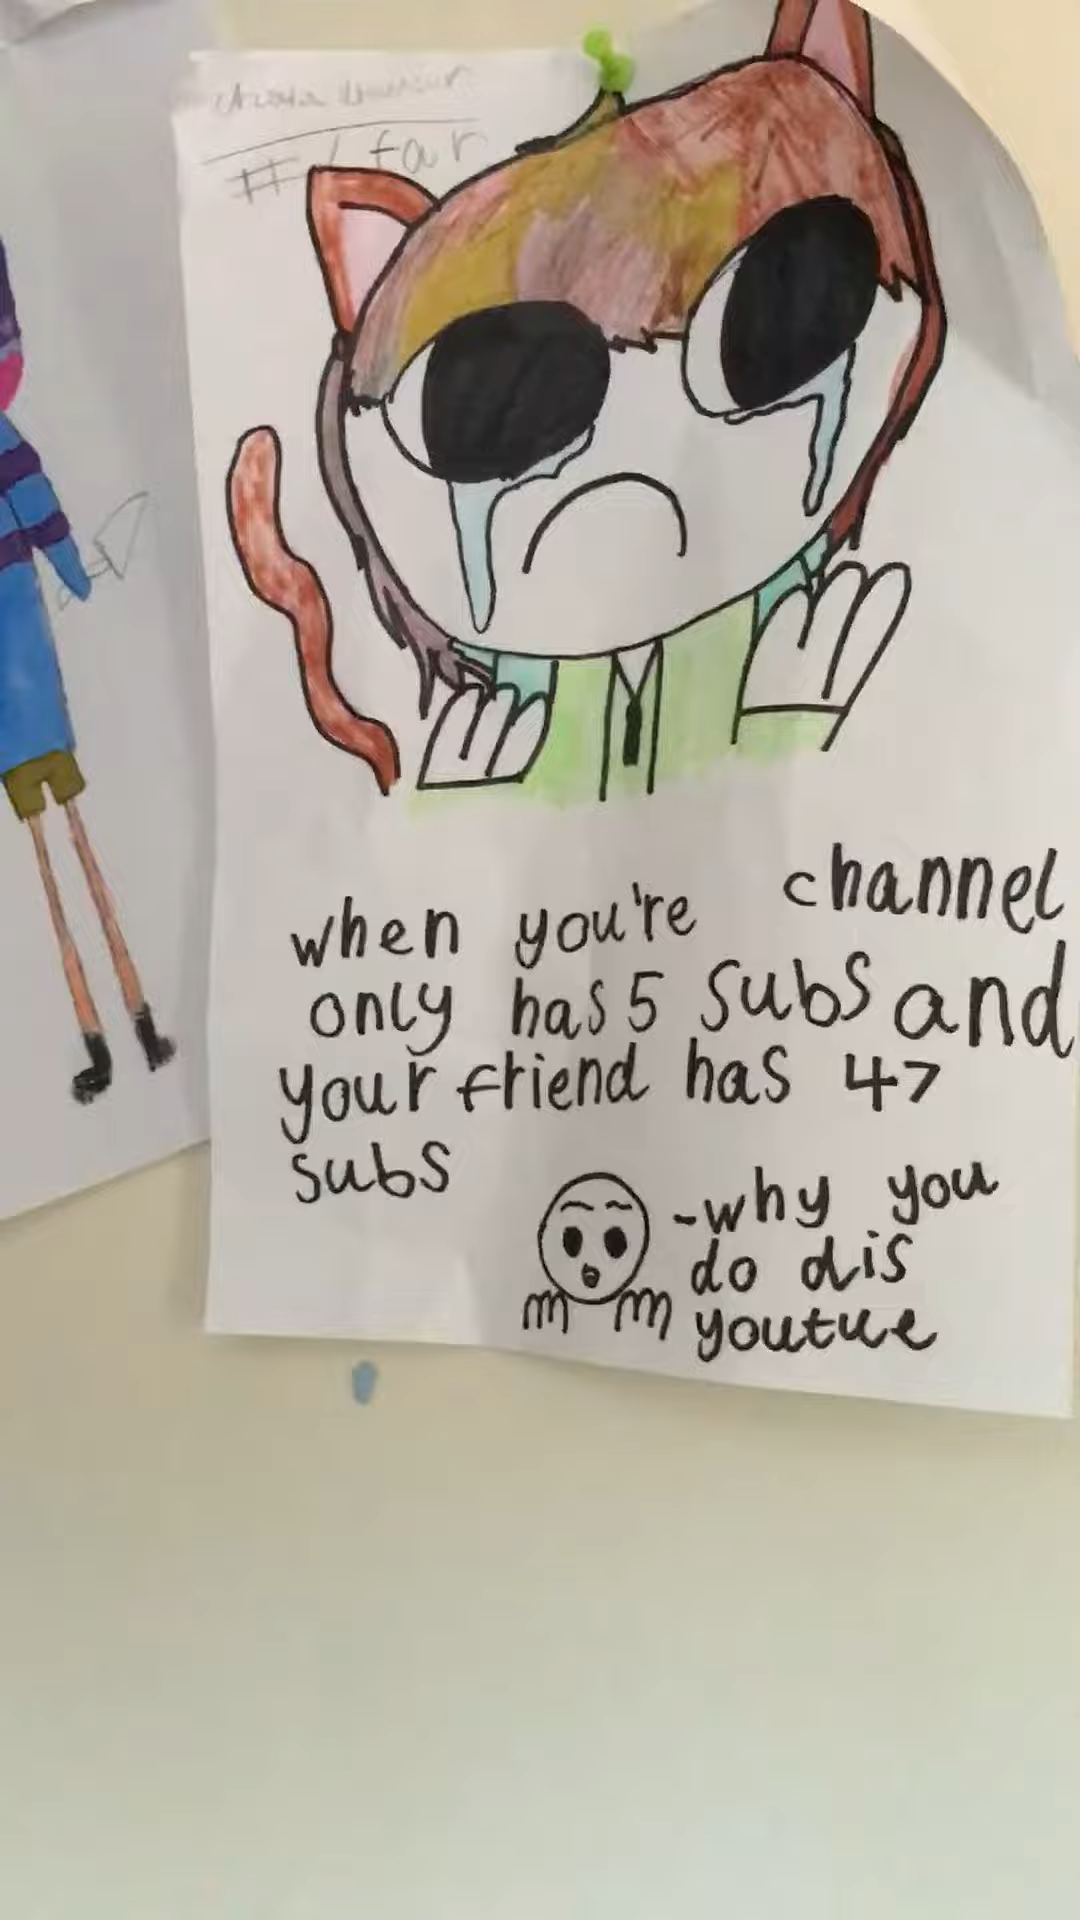 far
when you're channel
only has 5 subs and
your friend has 47
subs
-why you
do dis
youtue